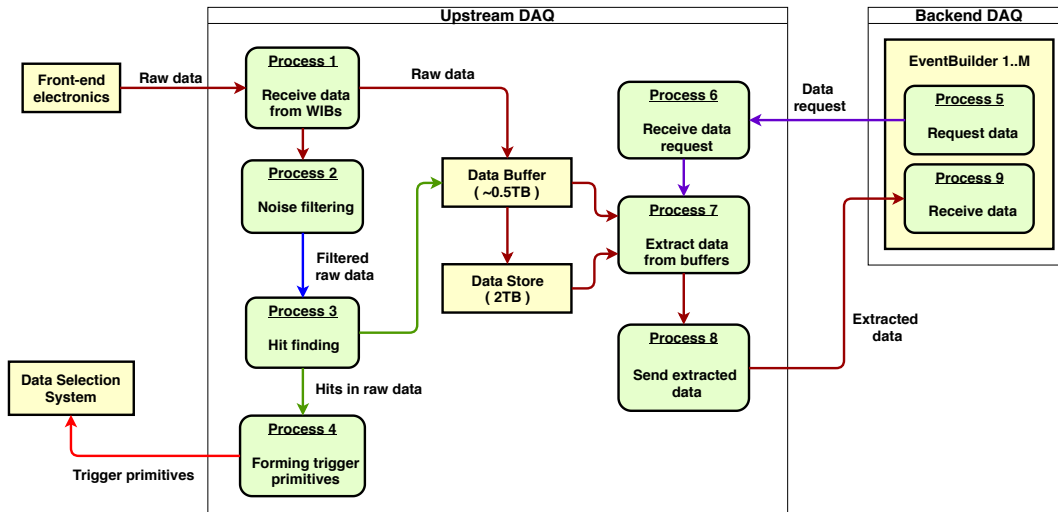 Upstream DAQ
Backend DAQ
Front-end
electronics
Raw data
Process 1
Receive data
from WIBs
Raw data
Process 2
Noise filtering
Filtered
raw data
Process 3
Hit finding
Hits in raw data
Process 4
Forming trigger
primitives
Trigger primitives
Data Selection
System
Data Buffer
( ~0.5TB )
Data Store
( 2TB )
Process 6
Receive data
request
Process 7
Extract data
from buffers
Process 8
Send extracted
data
Data
request
EventBuilder 1..M
Process 5
Request data
Process 9
Receive data
Extracted
data